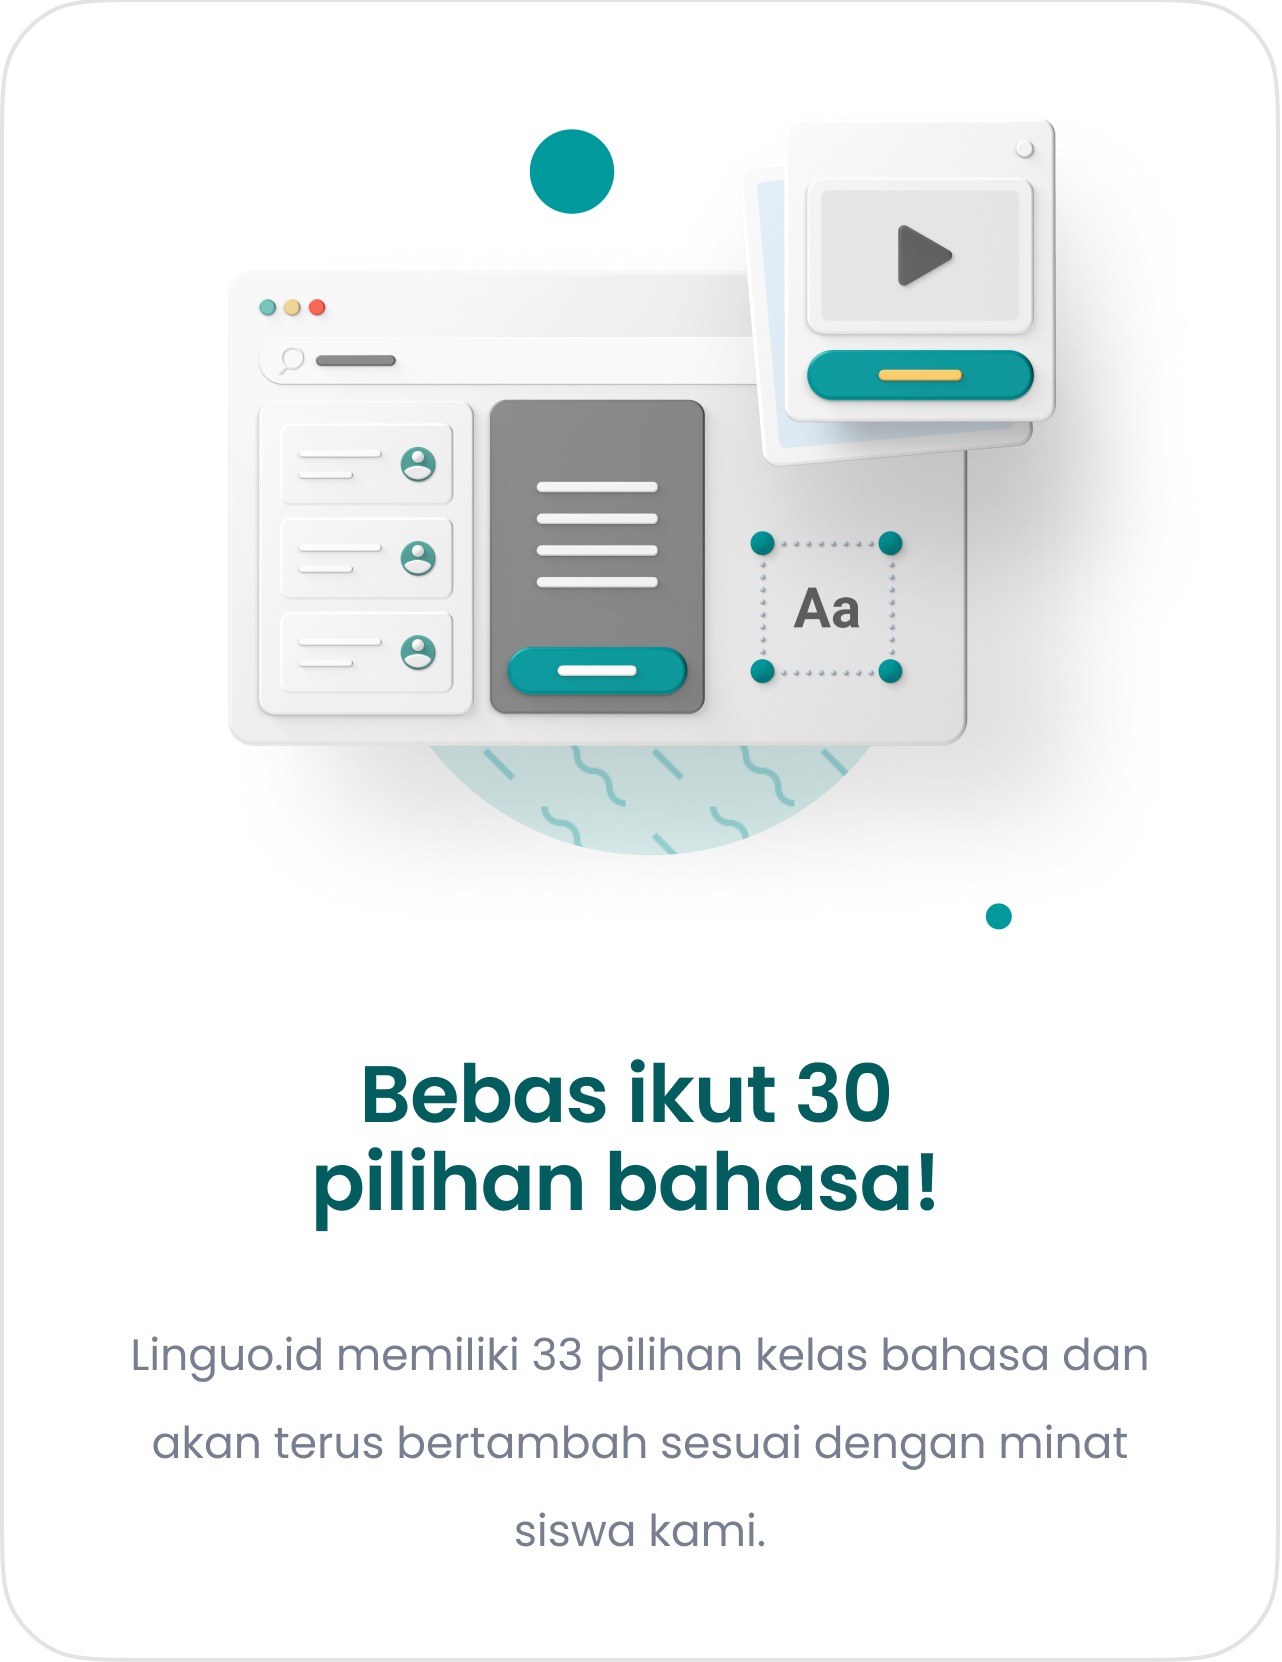 Aa
Bebas ikut 30
pilihan bahasa!
Linguo.id memiliki 33 pilihan kelas bahasa dan
akan terus bertambah sesuai dengan minat
siswa kami.